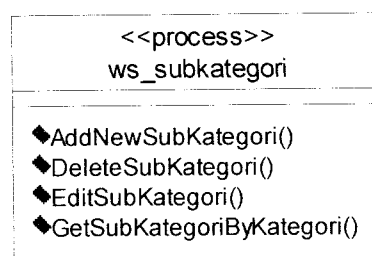 <<process>>
ws_subkategori
AddNewSubKategori()
DeleteSubKategori()
EditSubKategori()
GetSubKategoriByKategori()